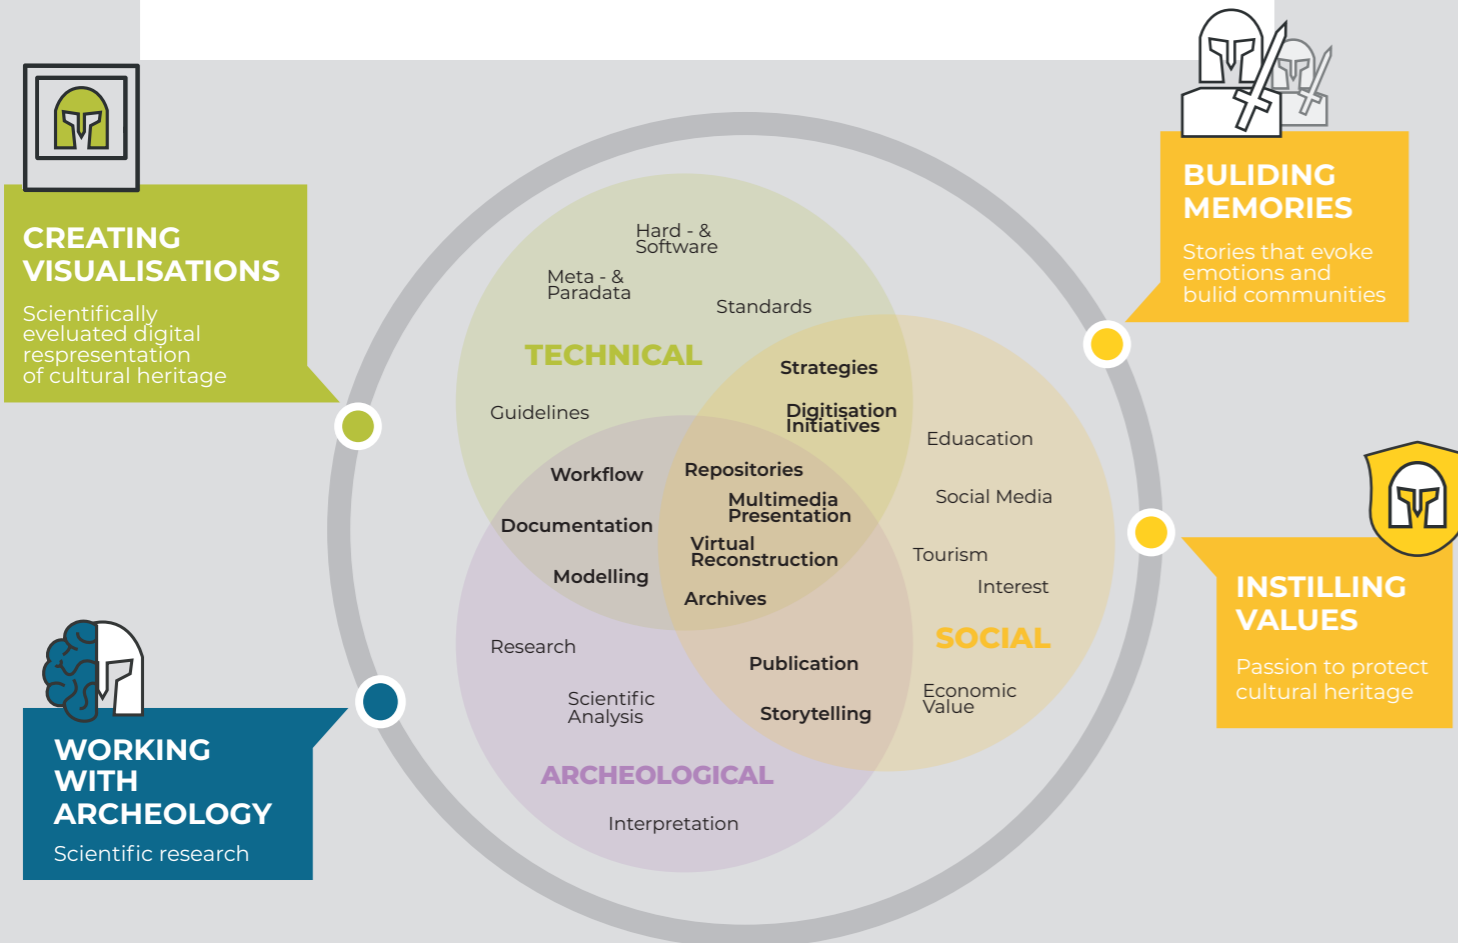 CREATING
VISUALISATIONS
Scientifically
eveluated digital
respresentation
of cultural heritage
BULIDING
MEMORIES
Stories that evoke
emotions and
bulid communities
Hard - &
Software
Meta - &
Paradata
Standards
TECHNICAL
Guidelines
Strategies
Digitisation
Initiatives
Workflow
Documentation
Modelling
Repositories
Multimedia
Presentation
Virtual
Reconstruction
Archives
Eduacation
Social Media
Tourism
Interest
SOCIAL
Economic
Value
Publication
Storytelling
Research
Scientific
Analysis
ARCHEOLOGICAL
Interpretation
INSTILLING
VALUES
Passion to protect
cultural heritage
WORKING
WITH
ARCHEOLOGY
Scientific research